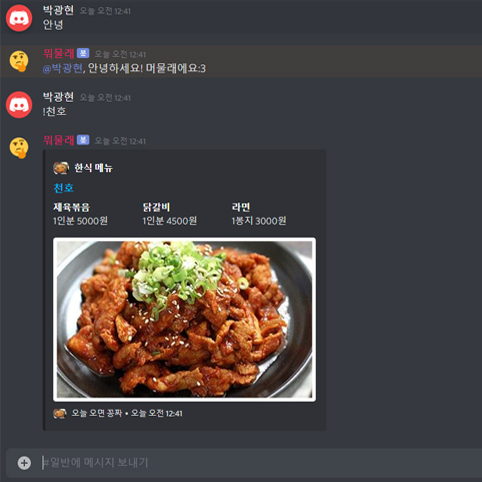 박광현 오늘 오전 12:41
안녕
뭐물래 봇 오늘 오전 12:41
@박광현, 안녕하세요! 머물래에요:3
박광현 오늘 오전 12:41
!천호
뭐물래 봇 오늘 오전 12:41
한식 메뉴
천호
제육볶음 닭갈비 라면
1인분 5000원 1인분 4500원 1봉지 3000원
오늘 오면 꽁짜 • 오늘 오전 12:41
#일반에 메시지 보내기